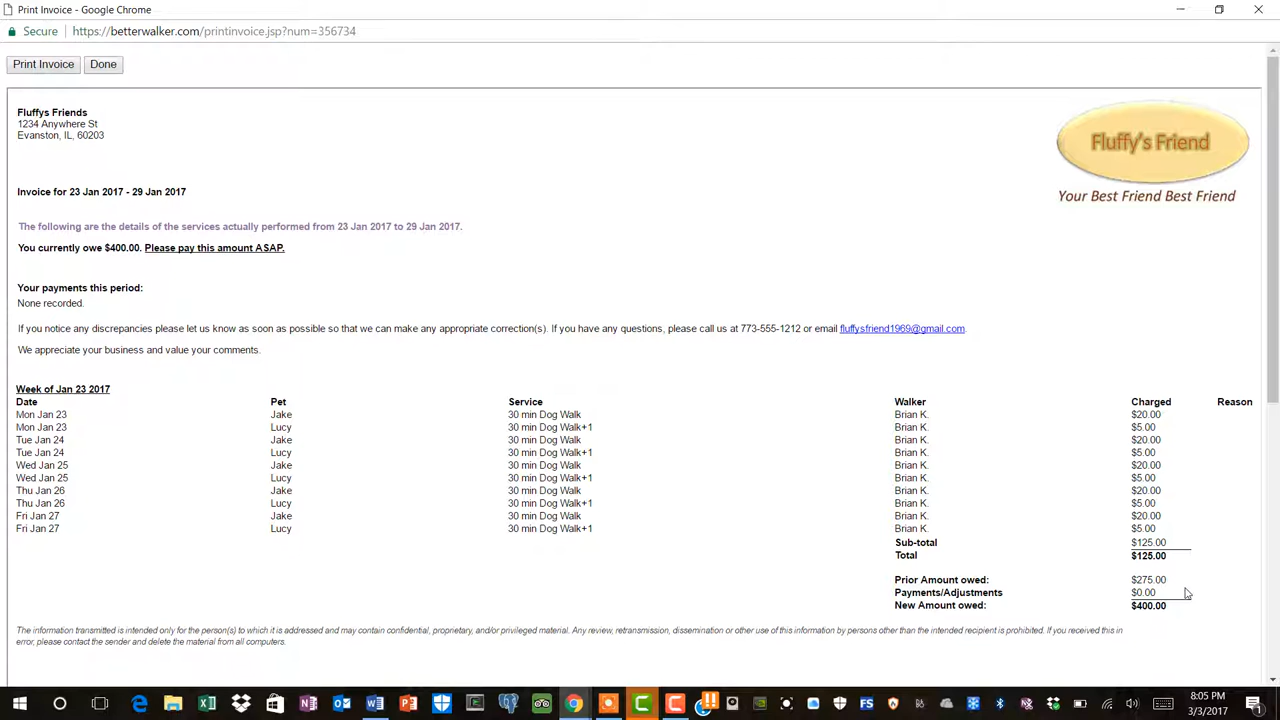 Print Invoice - Google Chrome
Secure https://betterwalker.com/printinvoice.jsp?num=356734
Print Invoice Done
Fluffys Friends
1234 Anywhere St
Evanston, IL, 60203
Fluffy's Friend
Your Best Friend Best Friend
Invoice for 23 Jan 2017 - 29 Jan 2017
The following are the details of the services actually performed from 23 Jan 2017 to 29 Jan 2017.
You currently owe $400.00. Please pay this amount ASAP.
Your payments this period:
None recorded.
If you notice any discrepancies please let us know as soon as possible so that we can make any appropriate correction(s). If you have any questions, please call us at 773-555-1212 or email fluffysfriend1969@gmail.com.
We appreciate your business and value your comments.
Week of Jan 23 2017
Date Pet Service Walker Charged Reason
Mon Jan 23 Jake 30 min Dog Walk Brian K. $20.00
Mon Jan 23 Lucy 30 min Dog Walk+1 Brian K. $5.00
Tue Jan 24 Jake 30 min Dog Walk Brian K. $20.00
Tue Jan 24 Lucy 30 min Dog Walk+1 Brian K. $5.00
Wed Jan 25 Jake 30 min Dog Walk Brian K. $20.00
Wed Jan 25 Lucy 30 min Dog Walk+1 Brian K. $5.00
Thu Jan 26 Jake 30 min Dog Walk Brian K. $20.00
Thu Jan 26 Lucy 30 min Dog Walk+1 Brian K. $5.00
Fri Jan 27 Jake 30 min Dog Walk Brian K. $20.00
Fri Jan 27 Lucy 30 min Dog Walk+1 Brian K. $5.00
Sub-total $125.00
Total $125.00
Prior Amount owed: $275.00
Payments/Adjustments $0.00
New Amount owed: $400.00
The information transmitted is intended only for the person(s) to which it is addressed and may contain confidential, proprietary, and/or privileged material. Any review, retransmission, dissemination or other use of this information by persons other than the intended recipient is prohibited. If you received this in
error, please contact the sender and delete the material from all computers.
8:05 PM
3/3/2017